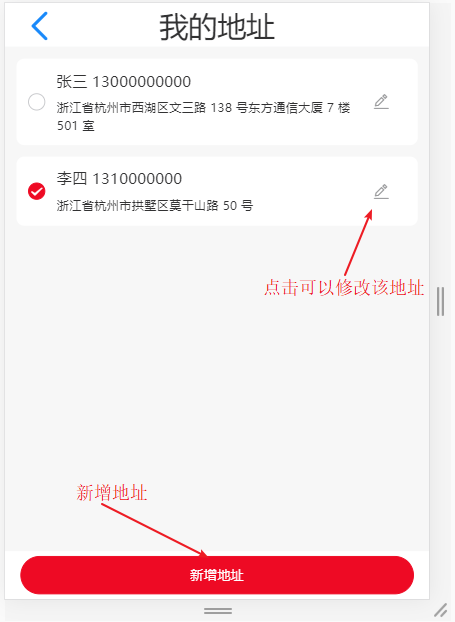 我的地址
张三 13000000000
浙江省杭州市西湖区文三路 138 号东方通信大厦 7 楼
501 室
李四 1310000000
浙江省杭州市拱墅区莫干山路 50 号
点击可以修改该地址
新增地址
新增地址